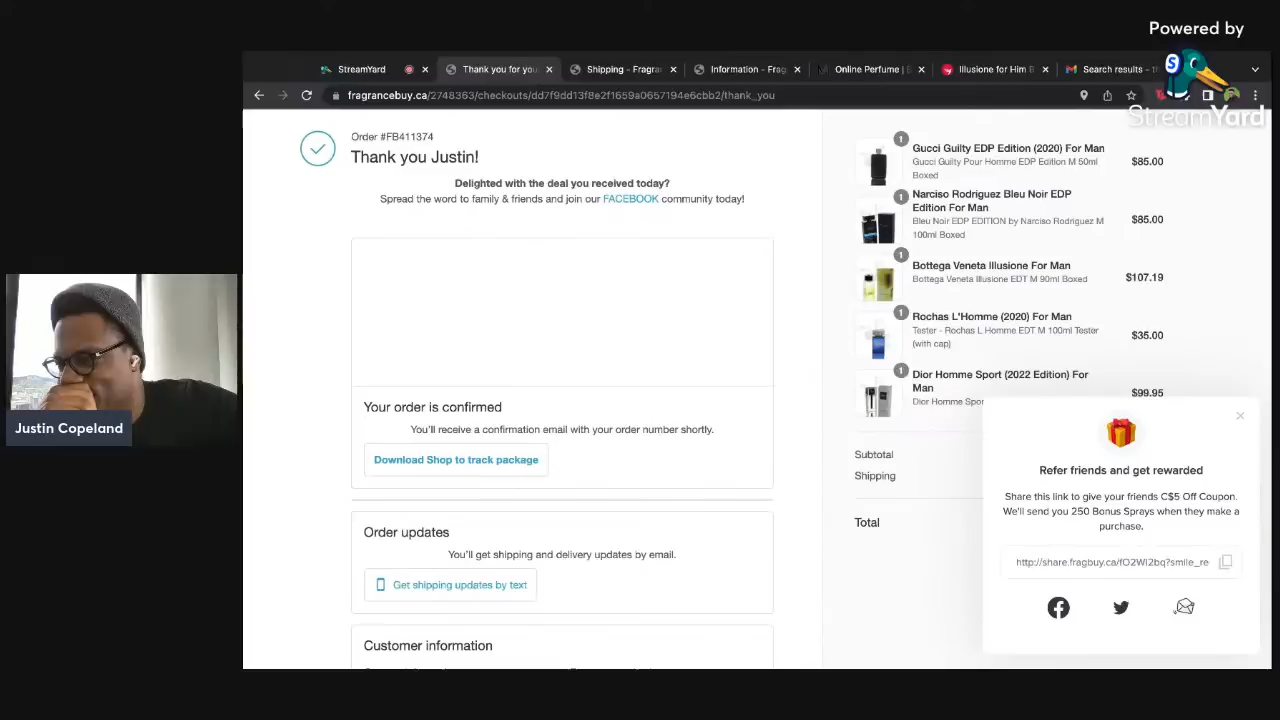 Powered by
StreamYard
StreamYard
Thank you for you
Shipping - Fragra
Information - Frag
Online Perfume | B
Illusione for Him B
Search results - th
fragrancebuy.ca/2748363/checkouts/dd7f9dd13f8e2f1659a0657194e6cbb2/thank_you
Order #FB411374
Thank you Justin!
Delighted with the deal you received today?
Spread the word to family & friends and join our FACEBOOK community today!
Your order is confirmed
You'll receive a confirmation email with your order number shortly.
Download Shop to track package
Order updates
You'll get shipping and delivery updates by email.
Get shipping updates by text
Customer information
1
Gucci Guilty EDP Edition (2020) For Man
Gucci Guilty Pour Homme EDP Edition M 50ml
Boxed
$85.00
1
Narciso Rodriguez Bleu Noir EDP
Edition For Man
Bleu Noir EDP EDITION by Narciso Rodriguez M
100ml Boxed
$85.00
1
Bottega Veneta Illusione For Man
Bottega Veneta Illusione EDT M 90ml Boxed
$107.19
1
Rochas L'Homme (2020) For Man
Tester - Rochas L Homme EDT M 100ml Tester
(with cap)
$35.00
1
Dior Homme Sport (2022 Edition) For
Man
Dior Homme Spor
$99.95
Subtotal
Shipping
Total
Refer friends and get rewarded
Share this link to give your friends C$5 Off Coupon.
We'll send you 250 Bonus Sprays when they make a
purchase.
http://share.fragbuy.ca/fO2WI2bq?smile_re
Justin Copeland